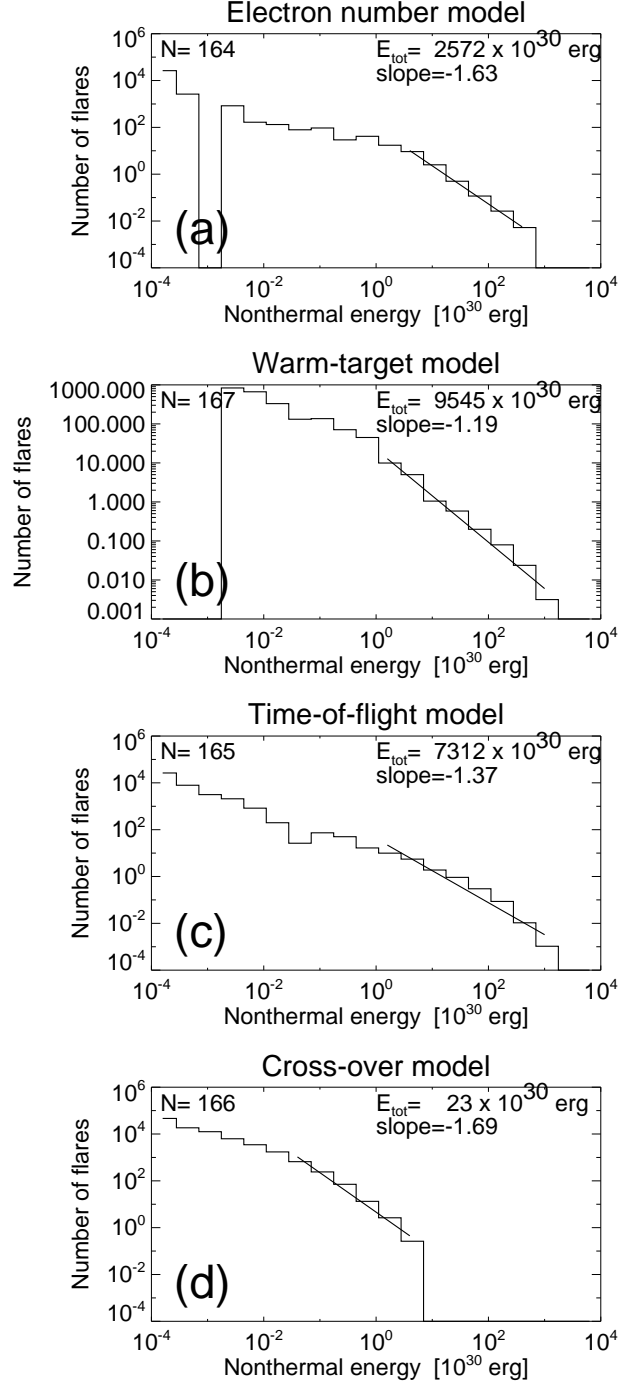 Electron number model
N= 164
E_tot= 2572 x 10^30 erg
slope=-1.63
Number of flares
10^6
10^4
10^2
10^0
10^-2
10^-4
(a)
10^-4 10^-2 10^0 10^2 10^4
Nonthermal energy [10^30 erg]
Warm-target model
N= 167
E_tot= 9545 x 10^30 erg
slope=-1.19
Number of flares
1000.000
100.000
10.000
1.000
0.100
0.010
0.001
(b)
10^-4 10^-2 10^0 10^2 10^4
Nonthermal energy [10^30 erg]
Time-of-flight model
N= 165
E_tot= 7312 x 10^30 erg
slope=-1.37
Number of flares
10^6
10^4
10^2
10^0
10^-2
10^-4
(c)
10^-4 10^-2 10^0 10^2 10^4
Nonthermal energy [10^30 erg]
Cross-over model
N= 166
E_tot= 23 x 10^30 erg
slope=-1.69
Number of flares
10^6
10^4
10^2
10^0
10^-2
10^-4
(d)
10^-4 10^-2 10^0 10^2 10^4
Nonthermal energy [10^30 erg]